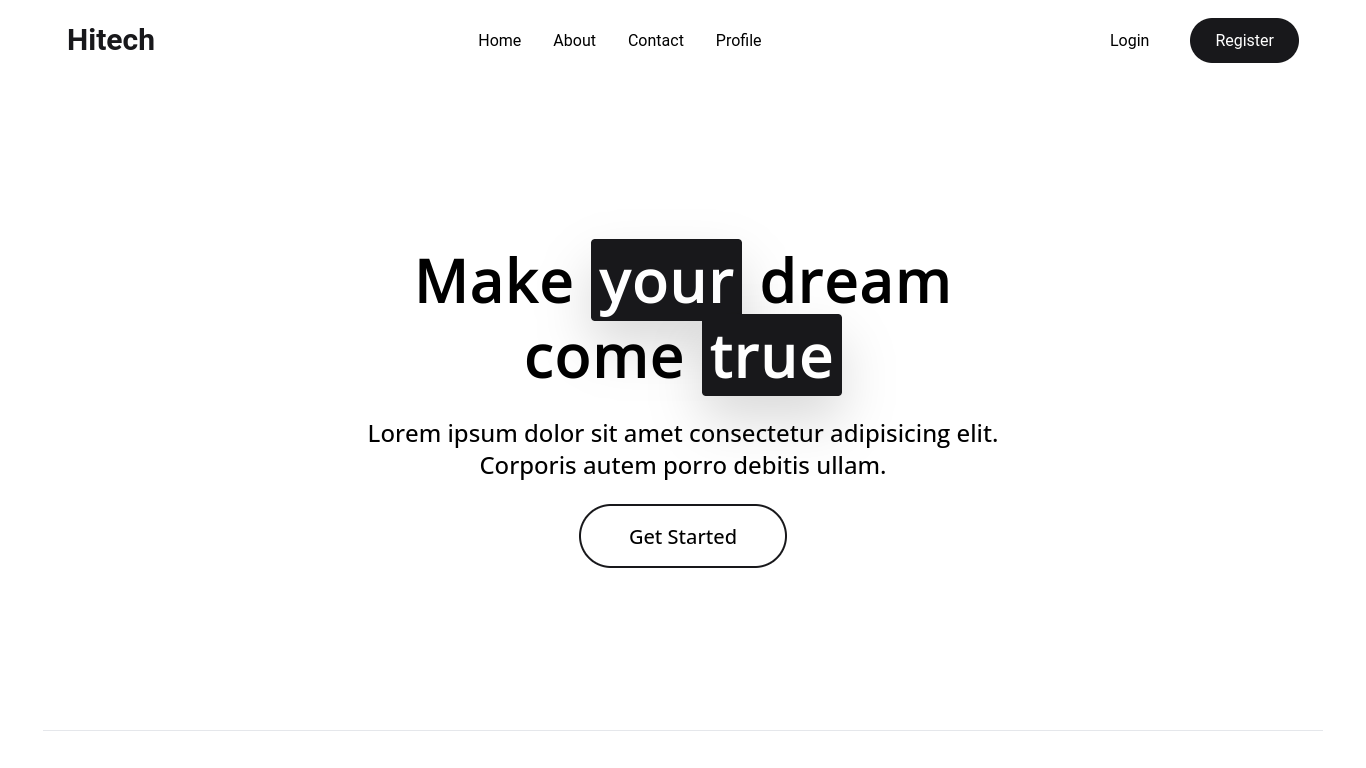 Hitech
Home About Contact Profile
Login
Register
Make your dream
come true
Lorem ipsum dolor sit amet consectetur adipisicing elit.
Corporis autem porro debitis ullam.
Get Started